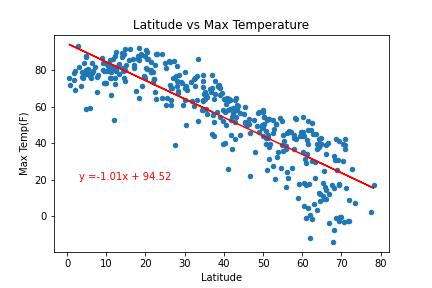 Latitude vs Max Temperature
Max Temp(F)
80
60
40
20
0
y =-1.01x + 94.52
0 10 20 30 40 50 60 70 80
Latitude